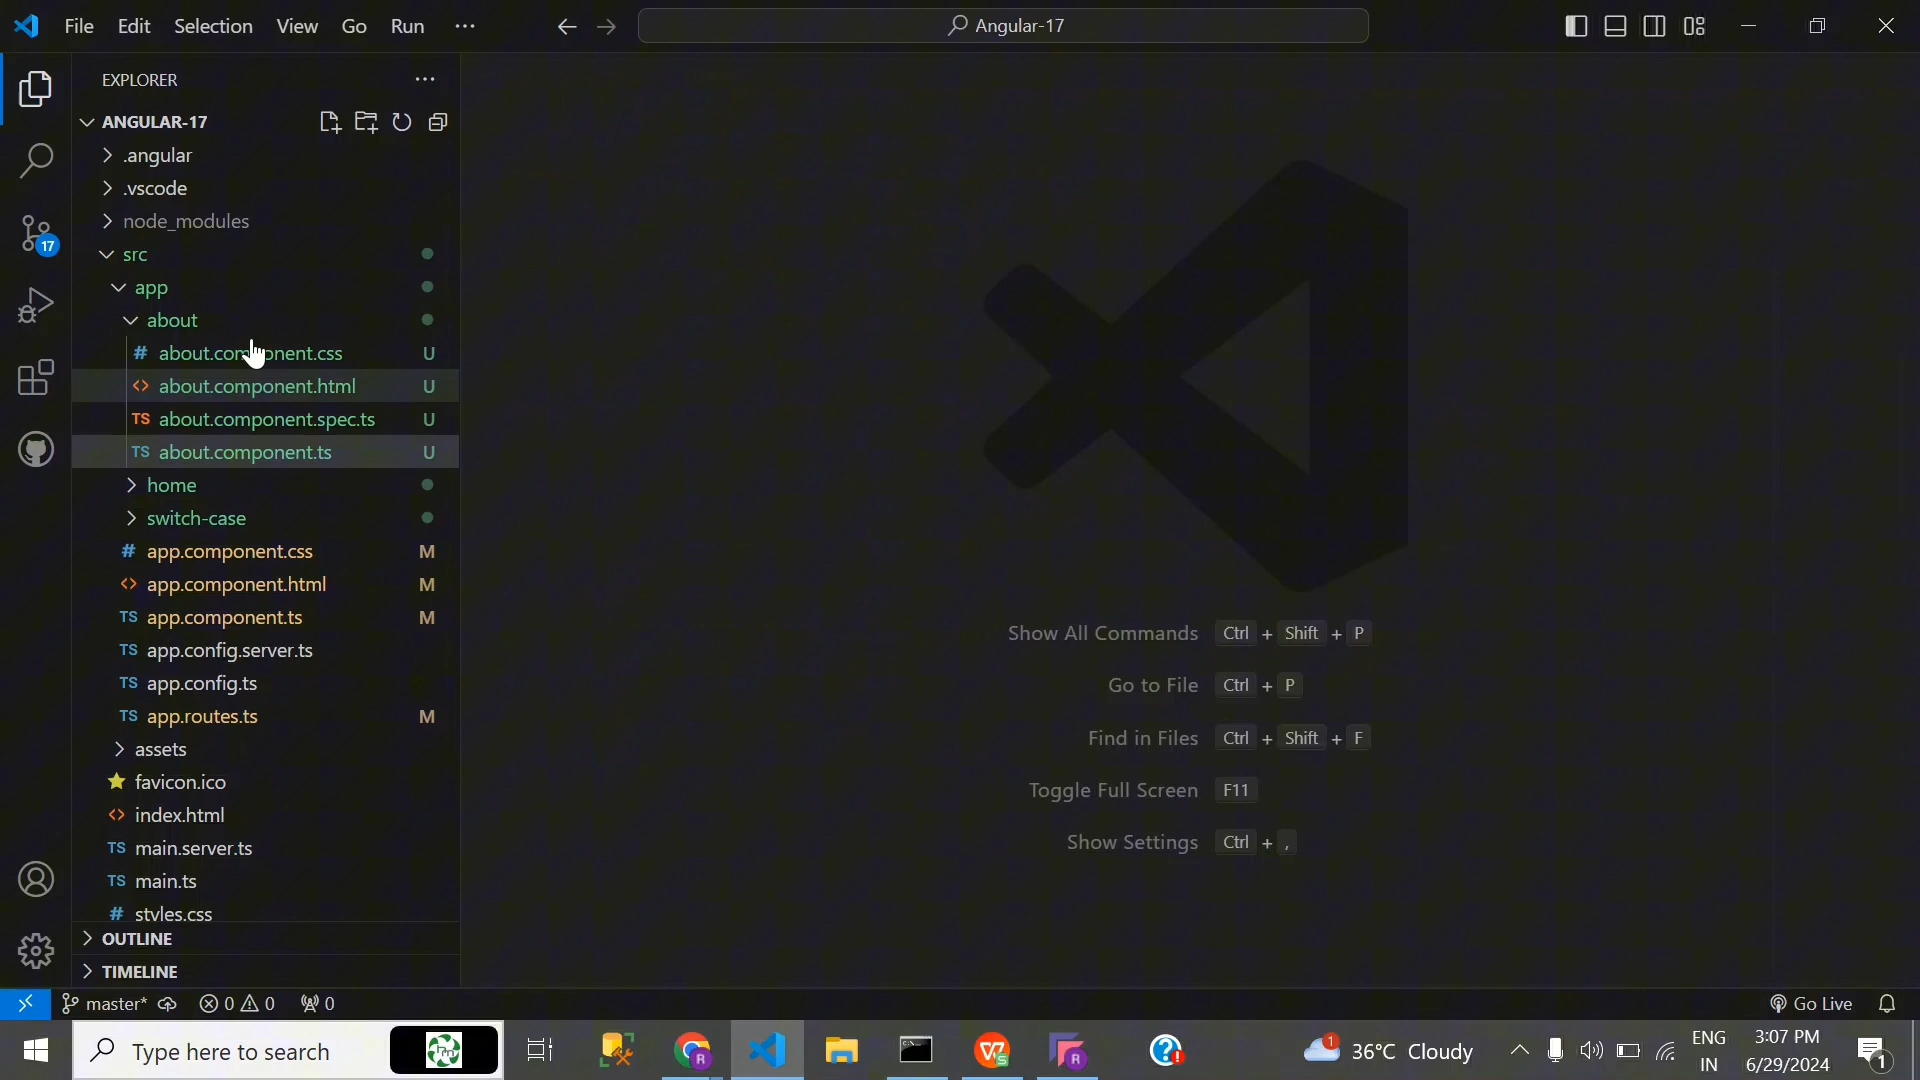 File Edit Selection View Go Run ··· Angular-17
EXPLORER ···
ANGULAR-17
.angular
.vscode
node_modules
17
src
app
about
# about.component.css U
<> about.component.html U
TS about.component.spec.ts U
TS about.component.ts U
home
switch-case
# app.component.css M
<> app.component.html M
TS app.component.ts M
TS app.config.server.ts
TS app.config.ts
TS app.routes.ts M
assets
favicon.ico
<> index.html
TS main.server.ts
TS main.ts
# styles.css
OUTLINE
TIMELINE
Show All Commands Ctrl + Shift + P
Go to File Ctrl + P
Find in Files Ctrl + Shift + F
Toggle Full Screen F11
Show Settings Ctrl + ,
master* 0 0 0 Go Live
Type here to search
1 36°C Cloudy
ENG
IN
3:07 PM
6/29/2024
1